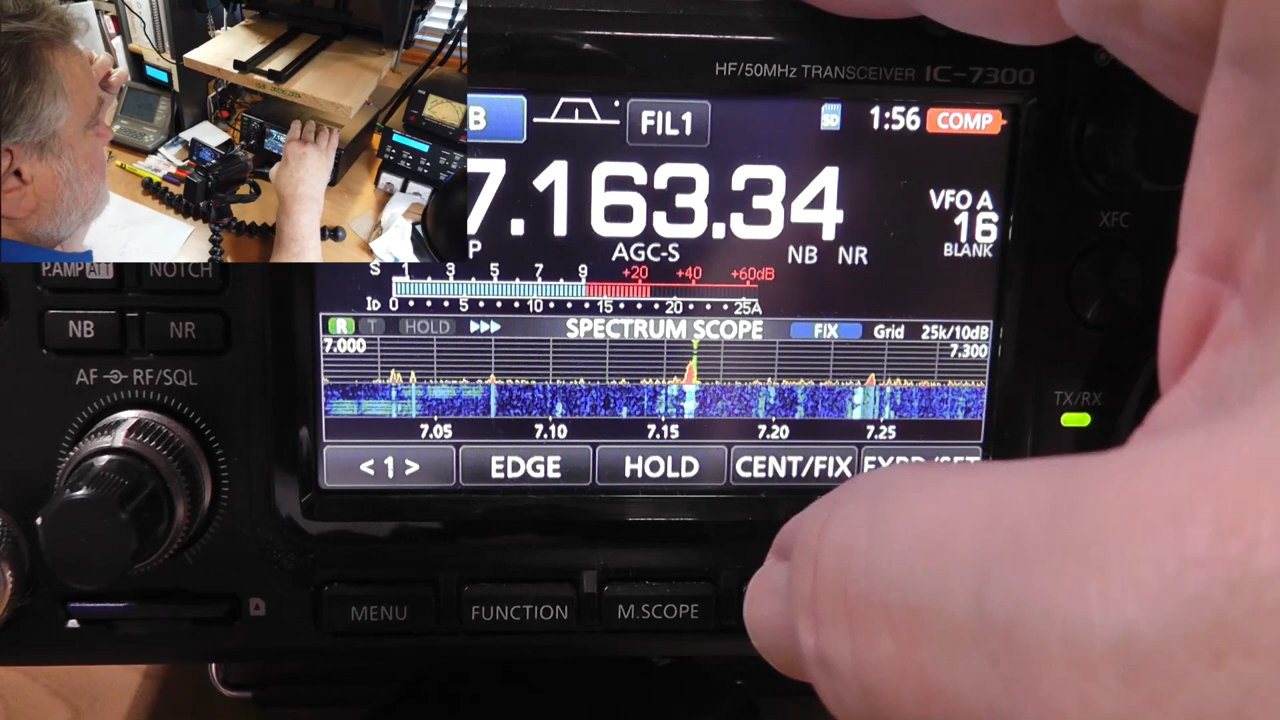 HF/50MHz TRANSCEIVER IC-7300
B FIL1 SD 1:56 COMP
7.163.34
VFO A
16
BLANK
P AGC-S NB NR
S 1 3 5 7 9 +20 +40 +60dB
ID 0 5 10 15 20 25A
R T HOLD SPECTRUM SCOPE FIX Grid 25k/10dB
7.000 7.300
7.05 7.10 7.15 7.20 7.25
< 1 > EDGE HOLD CENT/FIX EXPD/SET
P.AMP ATT NOTCH
NB NR
AF RF/SQL
MENU FUNCTION M.SCOPE
XFC
TX/RX